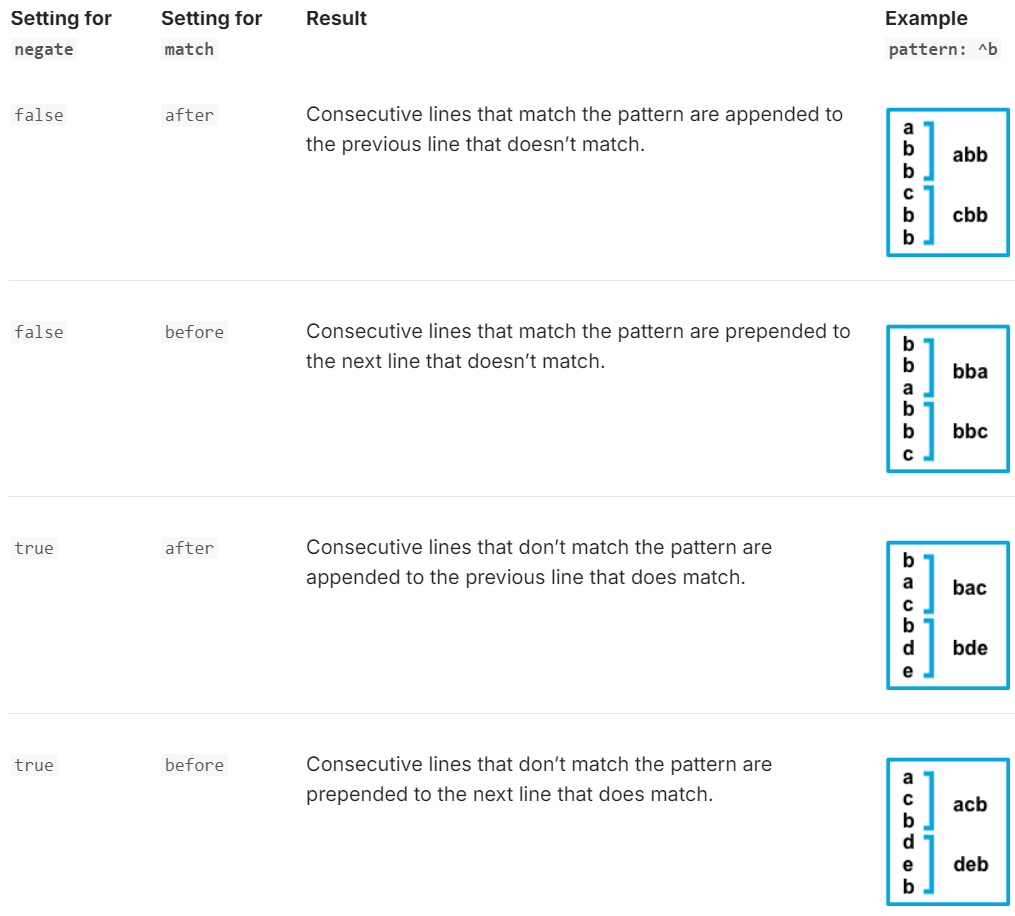 Setting for Setting for Result Example
negate match pattern: ^b
false after Consecutive lines that match the pattern are appended to
the previous line that doesn’t match.
a
b
b
abb
c
b
b
cbb
false before Consecutive lines that match the pattern are prepended to
the next line that doesn’t match.
b
b
a
bba
b
b
c
bbc
true after Consecutive lines that don’t match the pattern are
appended to the previous line that does match.
b
a
c
bac
b
d
e
bde
true before Consecutive lines that don’t match the pattern are
prepended to the next line that does match.
a
c
b
acb
d
e
b
deb